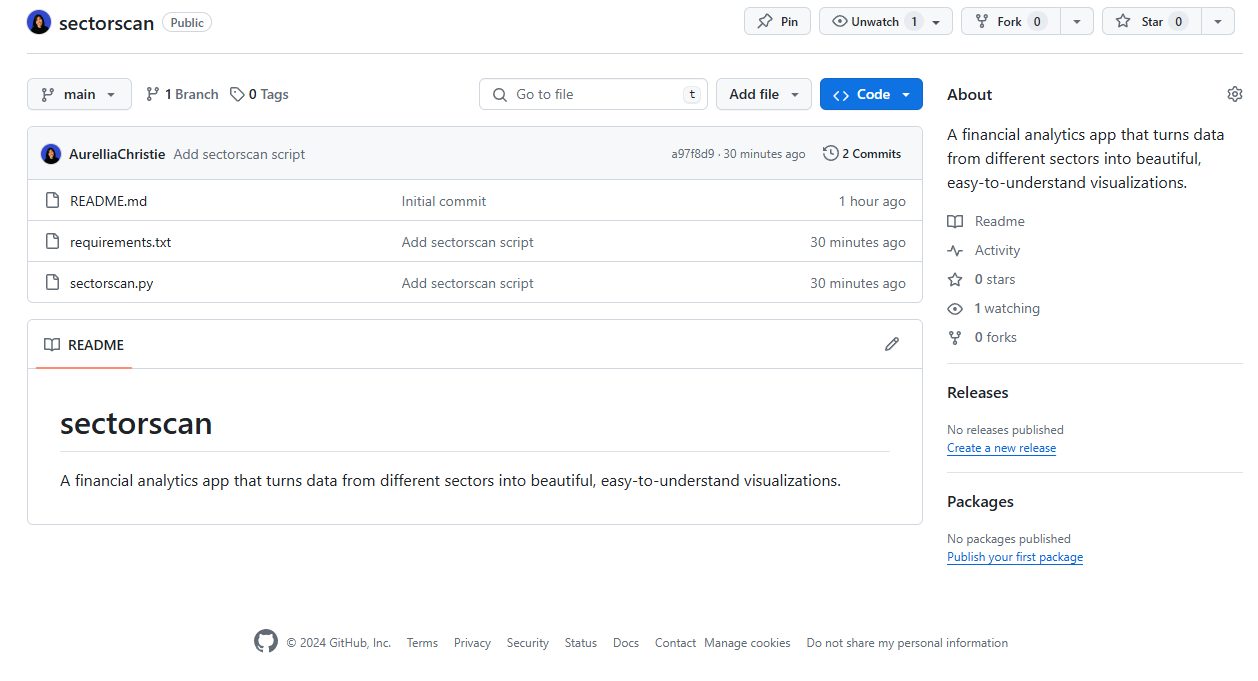 sectorscan Public Pin Unwatch 1 Fork 0 Star 0
main 1 Branch 0 Tags Go to file t Add file Code
AurelliaChristie Add sectorscan script a97f8d9 · 30 minutes ago 2 Commits
README.md Initial commit 1 hour ago
requirements.txt Add sectorscan script 30 minutes ago
sectorscan.py Add sectorscan script 30 minutes ago
README
sectorscan
A financial analytics app that turns data from different sectors into beautiful, easy-to-understand visualizations.
About
A financial analytics app that turns data
from different sectors into beautiful,
easy-to-understand visualizations.
Readme
Activity
0 stars
1 watching
0 forks
Releases
No releases published
Create a new release
Packages
No packages published
Publish your first package
© 2024 GitHub, Inc. Terms Privacy Security Status Docs Contact Manage cookies Do not share my personal information